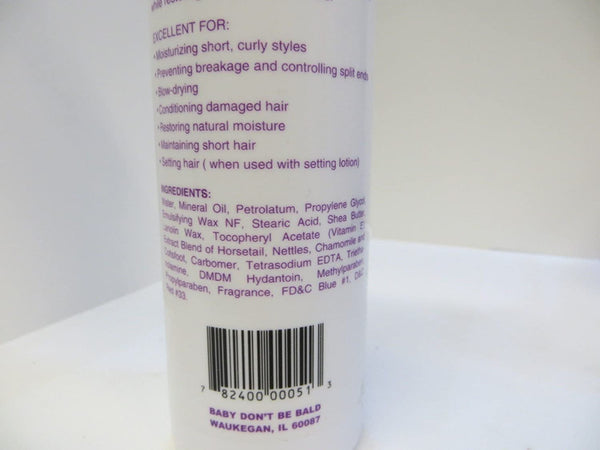 EXCELLENT FOR:
•Moisturizing short, curly styles
•Preventing breakage and controlling split ends
•Blow-drying
•Conditioning damaged hair
•Restoring natural moisture
•Maintaining short hair
•Setting hair ( when used with setting lotion)
INGREDIENTS:
Water, Mineral Oil, Petrolatum, Propylene Glycol,
Emulsifying Wax NF, Stearic Acid, Shea Butter,
Lanolin Wax, Tocopheryl Acetate (Vitamin E)
Extract Blend of Horsetail, Nettles, Chamomile and
Coltsfoot, Carbomer, Tetrasodium EDTA, Trieth
DMDM Hydantoin, Methylparaben,
Propylparaben, Fragrance, FD&C Blue #1, D&C
Red #33.
7 82400 00051 3
BABY DON'T BE BALD
WAUKEGAN, IL 60087